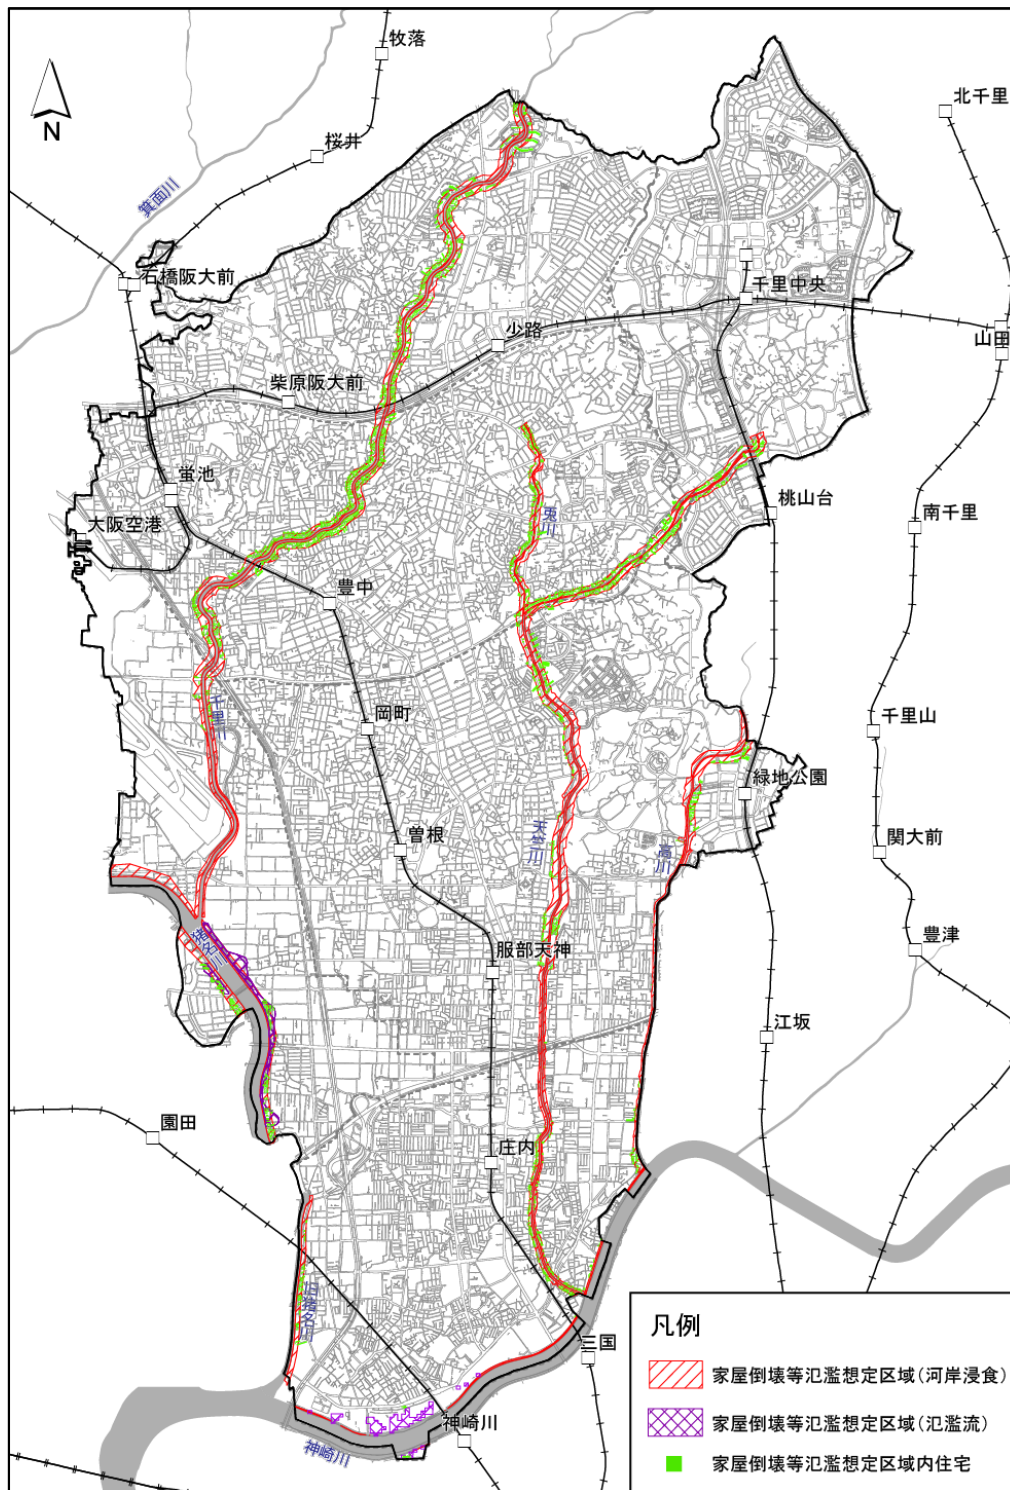 牧落
北千里
N
桜井
箕面川
石橋阪大前
千里中央
少路
山田
柴原阪大前
蛍池
桃山台
大阪空港
兎川
南千里
豊中
千里川
岡町
千里山
緑地公園
曽根
天竺川
高川
関大前
猪名川
服部天神
豊津
江坂
園田
庄内
旧猪名川
三国
神崎川
神崎川
凡例
家屋倒壊等氾濫想定区域(河岸浸食)
家屋倒壊等氾濫想定区域(氾濫流)
家屋倒壊等氾濫想定区域内住宅